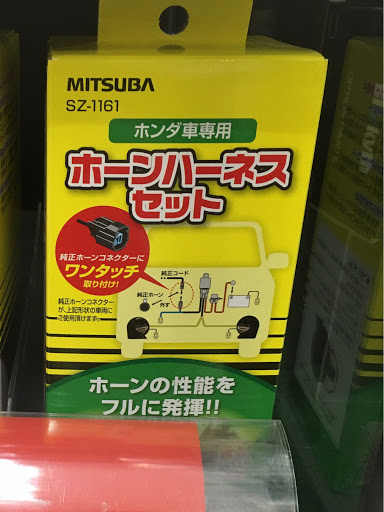 MITSUBA
SZ-1161
ホンダ車専用
ホーンハーネス
セット
純正ホーンコネクターに
ワンタッチ
取り付け!
純正ホーンコネクター
が、上記形状の車両に
ご使用頂けます。
純正コード
純正ホーン
外す
ホーンの性能を
フルに発揮!!